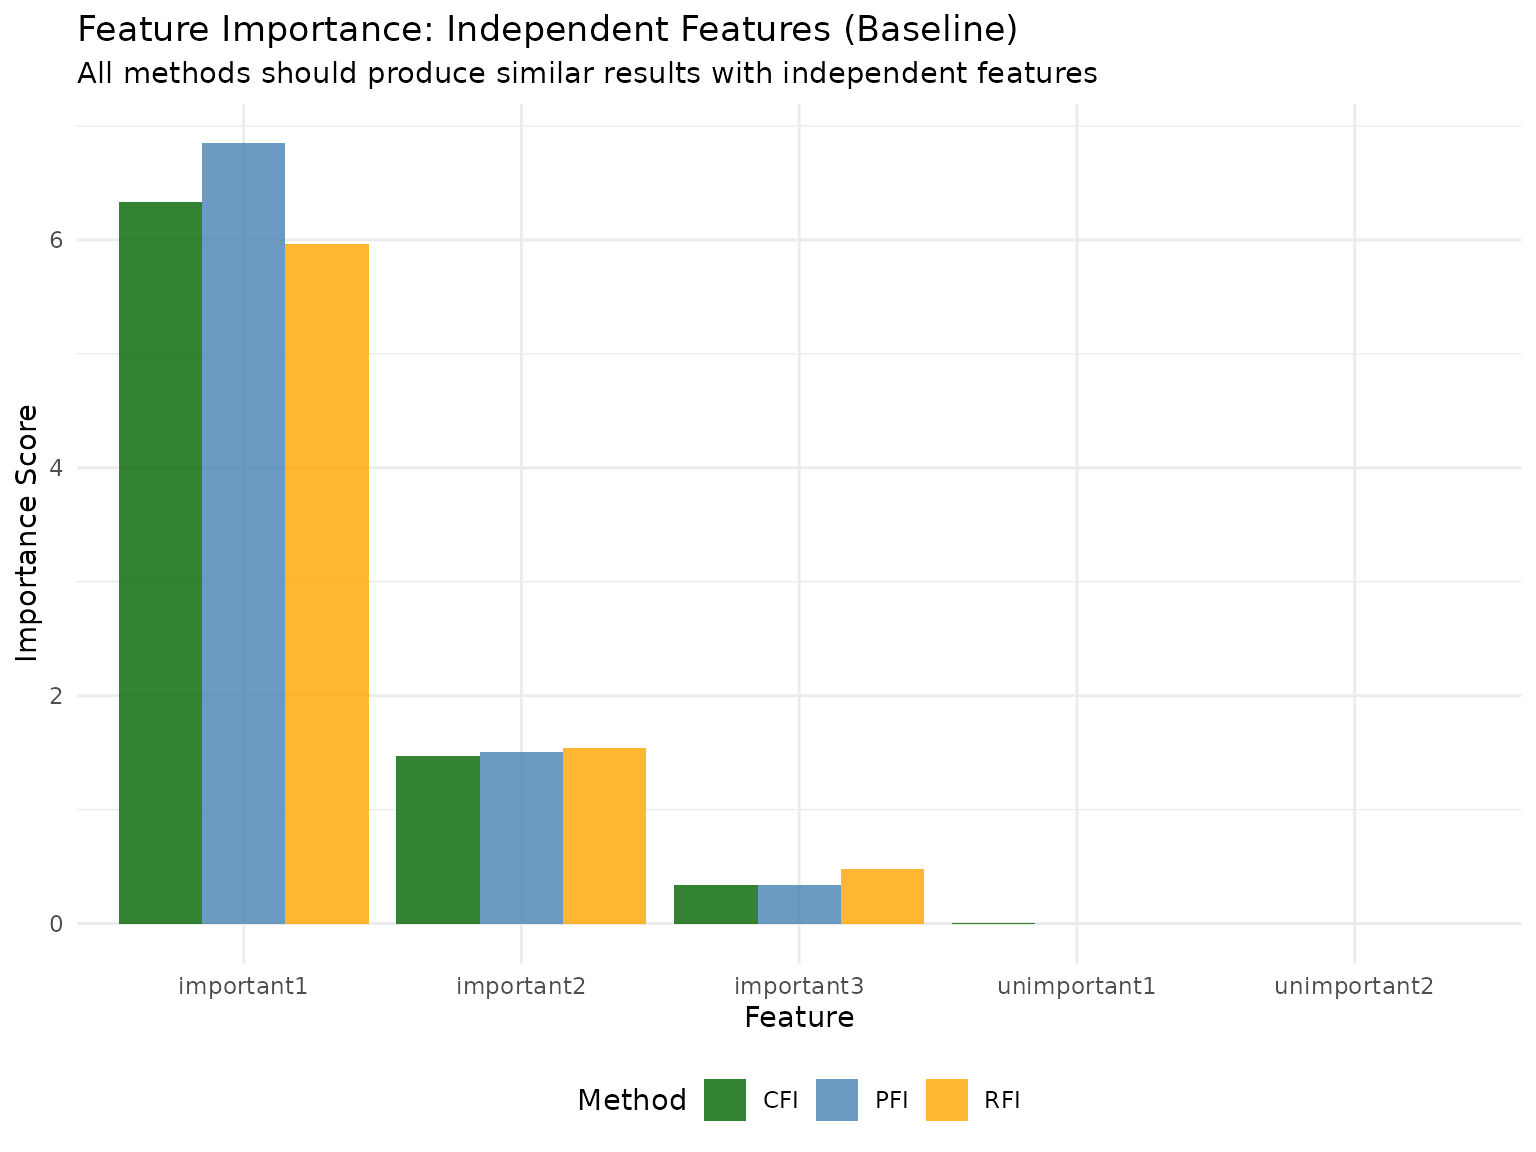 Feature Importance: Independent Features (Baseline)
All methods should produce similar results with independent features
Importance Score
6
4
2
0
important1 important2 important3 unimportant1 unimportant2
Feature
Method CFI PFI RFI